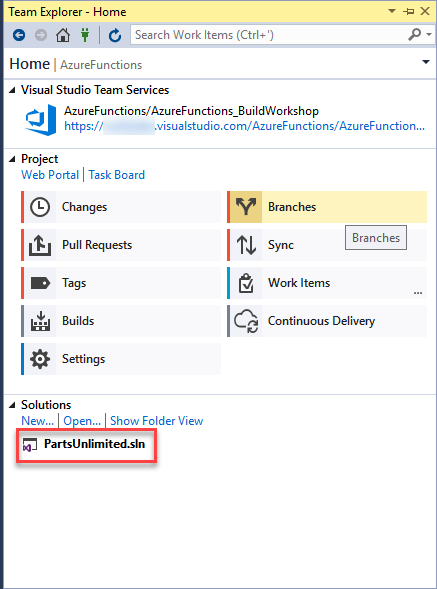 Team Explorer - Home
Search Work Items (Ctrl+')
Home | AzureFunctions
Visual Studio Team Services
AzureFunctions/AzureFunctions_BuildWorkshop
https://.visualstudio.com/AzureFunctions/AzureFunction...
Project
Web Portal | Task Board
Changes
Branches
Pull Requests
Sync
Branches
Tags
Work Items
...
Builds
Continuous Delivery
Settings
Solutions
New... | Open... | Show Folder View
PartsUnlimited.sln